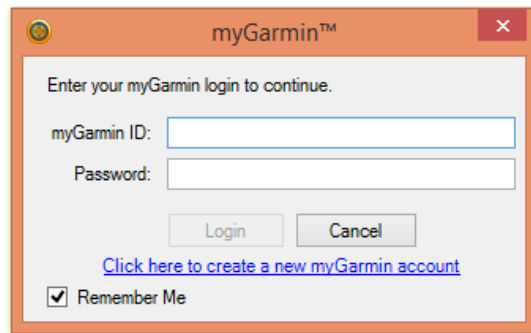 myGarmin™
Enter your myGarmin login to continue.
myGarmin ID:
Password:
Login Cancel
Click here to create a new myGarmin account
Remember Me